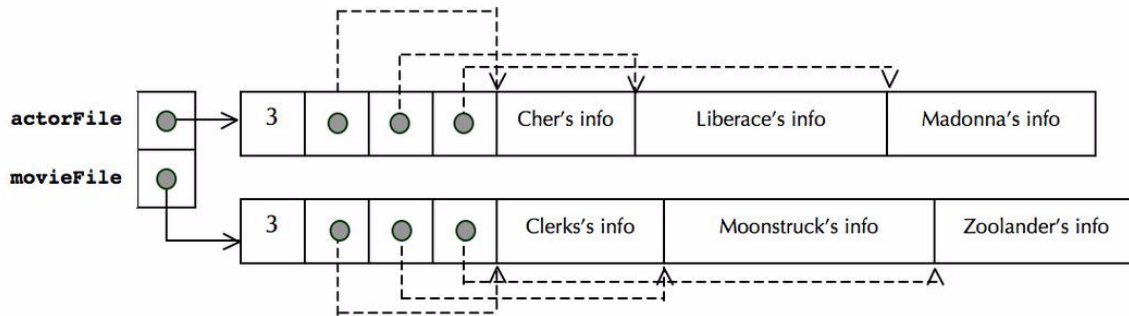 actorFile
3
Cher's info
Liberace's info
Madonna's info
movieFile
3
Clerks's info
Moonstruck's info
Zoolander's info